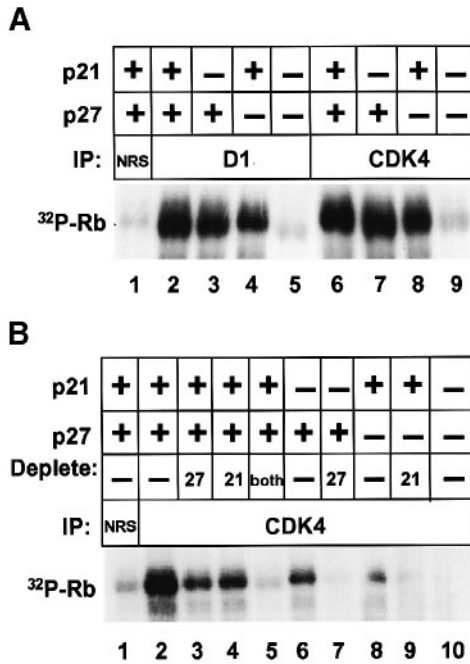 A
p21 + + − + − + − + −
p27 + + + − − + + − −
IP: NRS D1 CDK4
32P-Rb
1 2 3 4 5 6 7 8 9
B
p21 + + + + + − − + + −
p27 + + + + + + + − − −
Deplete: − − 27 21 both − 27 − 21 −
IP: NRS CDK4
32P-Rb
1 2 3 4 5 6 7 8 9 10